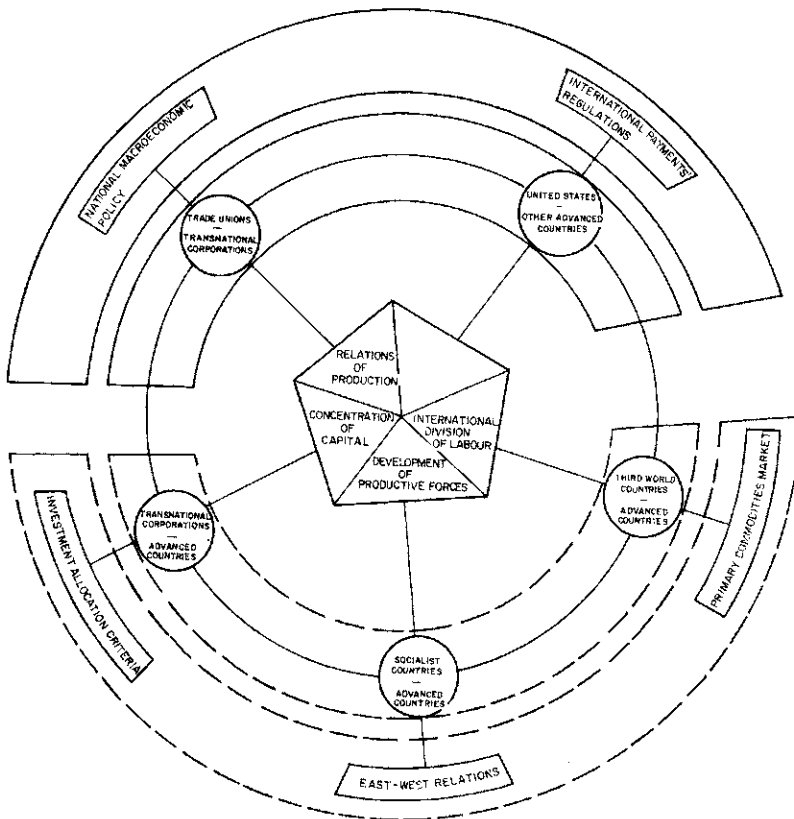 NATIONAL MACROECONOMIC
POLICY
INTERNATIONAL PAYMENTS'
REGULATIONS
TRADE UNIONS
—
TRANSNATIONAL
CORPORATIONS
UNITED STATES
—
OTHER ADVANCED
COUNTRIES
RELATIONS
OF
PRODUCTION
CONCENTRATION
OF
CAPITAL
INTERNATIONAL
DIVISION
OF LABOUR
DEVELOPMENT
OF
PRODUCTIVE FORCES
TRANSNATIONAL
CORPORATIONS
—
ADVANCED
COUNTRIES
THIRD WORLD
COUNTRIES
—
ADVANCED
COUNTRIES
INVESTMENT ALLOCATION CRITERIA
PRIMARY COMMODITIES MARKET
SOCIALIST
COUNTRIES
—
ADVANCED
COUNTRIES
EAST-WEST RELATIONS